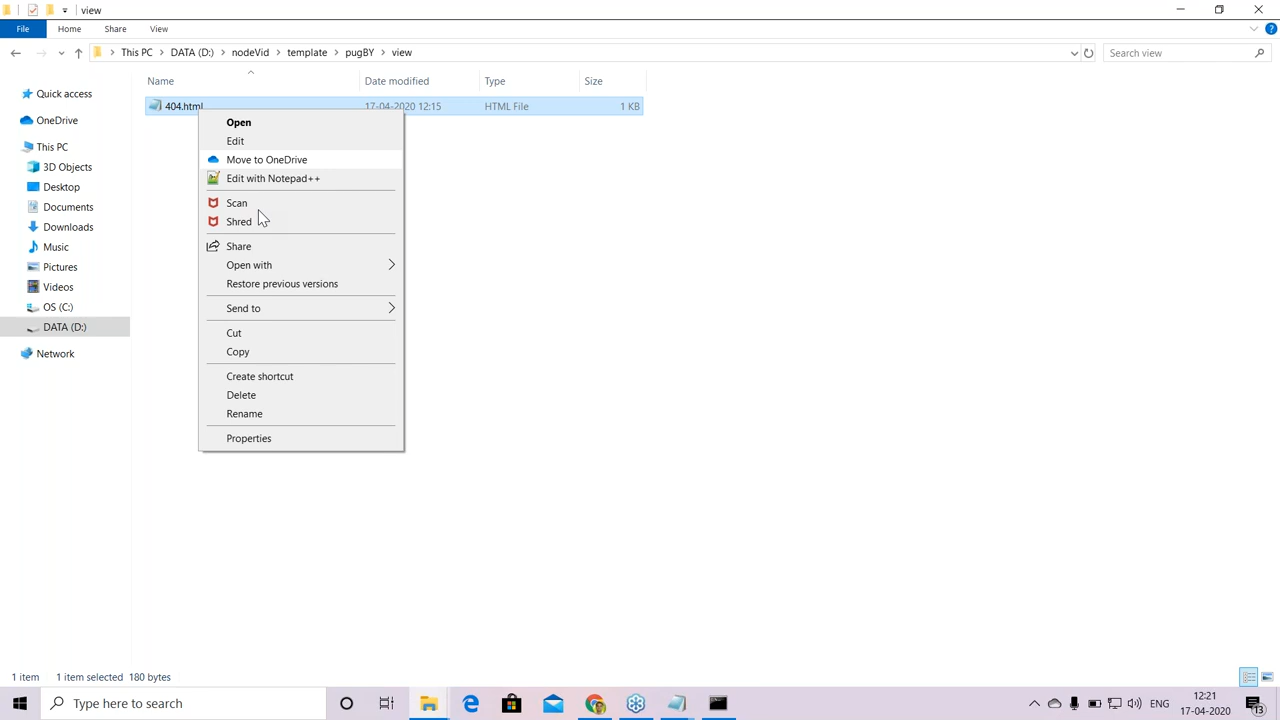 view
File Home Share View
This PC DATA (D:) nodeVid template pugBY view
Search view
Name Date modified Type Size
Quick access
OneDrive
This PC
3D Objects
Desktop
Documents
Downloads
Music
Pictures
Videos
OS (C:)
DATA (D:)
Network
404.html 17-04-2020 12:15 HTML File 1 KB
Open
Edit
Move to OneDrive
Edit with Notepad++
Scan
Shred
Share
Open with
Restore previous versions
Send to
Cut
Copy
Create shortcut
Delete
Rename
Properties
1 item 1 item selected 180 bytes
Type here to search
ENG
12:21
17-04-2020
13